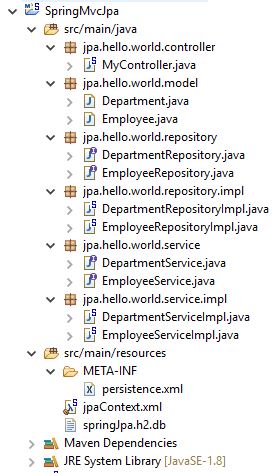 SpringMvcJpa
src/main/java
jpa.hello.world.controller
MyController.java
jpa.hello.world.model
Department.java
Employee.java
jpa.hello.world.repository
DepartmentRepository.java
EmployeeRepository.java
jpa.hello.world.repository.impl
DepartmentRepositoryImpl.java
EmployeeRepositoryImpl.java
jpa.hello.world.service
DepartmentService.java
EmployeeService.java
jpa.hello.world.service.impl
DepartmentServiceImpl.java
EmployeeServiceImpl.java
src/main/resources
META-INF
persistence.xml
jpaContext.xml
springJpa.h2.db
Maven Dependencies
JRE System Library [JavaSE-1.8]